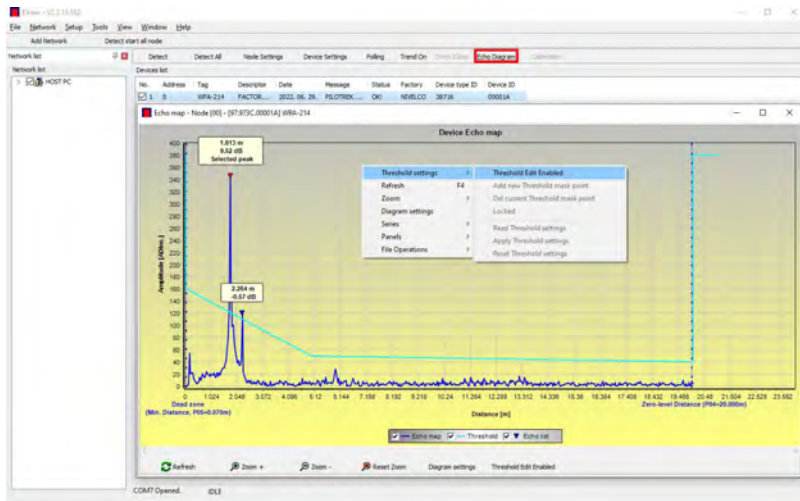 File Network Setup Tools View Window Help
Add Network Detect start all node
Network list
Detect Detect All Node Settings Device Settings Polling Trend On Echo Diagram
Network list Devices list
HOST PC
No. Address Tag Descriptor Date Message Status Factory Device type ID Device ID
1 0 WRA-214 FACTOR... 2022. 06. 29. PILOTREK ... OK! NIVELCO 38716 00001A
Echo map - Node [00] - [97.973C.00001A] WRA-214
Device Echo map
1.813 m
9.52 dB
Selected peak
2.264 m
-0.57 dB
Threshold settings
Refresh F4
Zoom
Diagram settings
Series
Panels
File Operations
Threshold Edit Enabled
Add new Threshold mask point
Del current Threshold mask point
Locked
Read Threshold settings
Apply Threshold settings
Reset Threshold settings
Amplitude [ADlin.]
400
380
360
340
320
300
280
260
240
220
200
180
160
140
120
100
80
60
40
20
0
0 1.024 2.048 3.072 4.096 5.12 6.144 7.168 8.192 9.216 10.24 11.264 12.288 13.312 14.336 15.36 16.384 17.408 18.432 19.456 20.48 21.504 22.528 23.552
Dead zone
(Min. Distance, P05=0.070m)
Zero-level Distance (P04=20.000m)
Distance [m]
Echo map Threshold Echo list
Refresh Zoom + Zoom - Reset Zoom Diagram settings Threshold Edit Enabled
COM7 Opened. IDLE